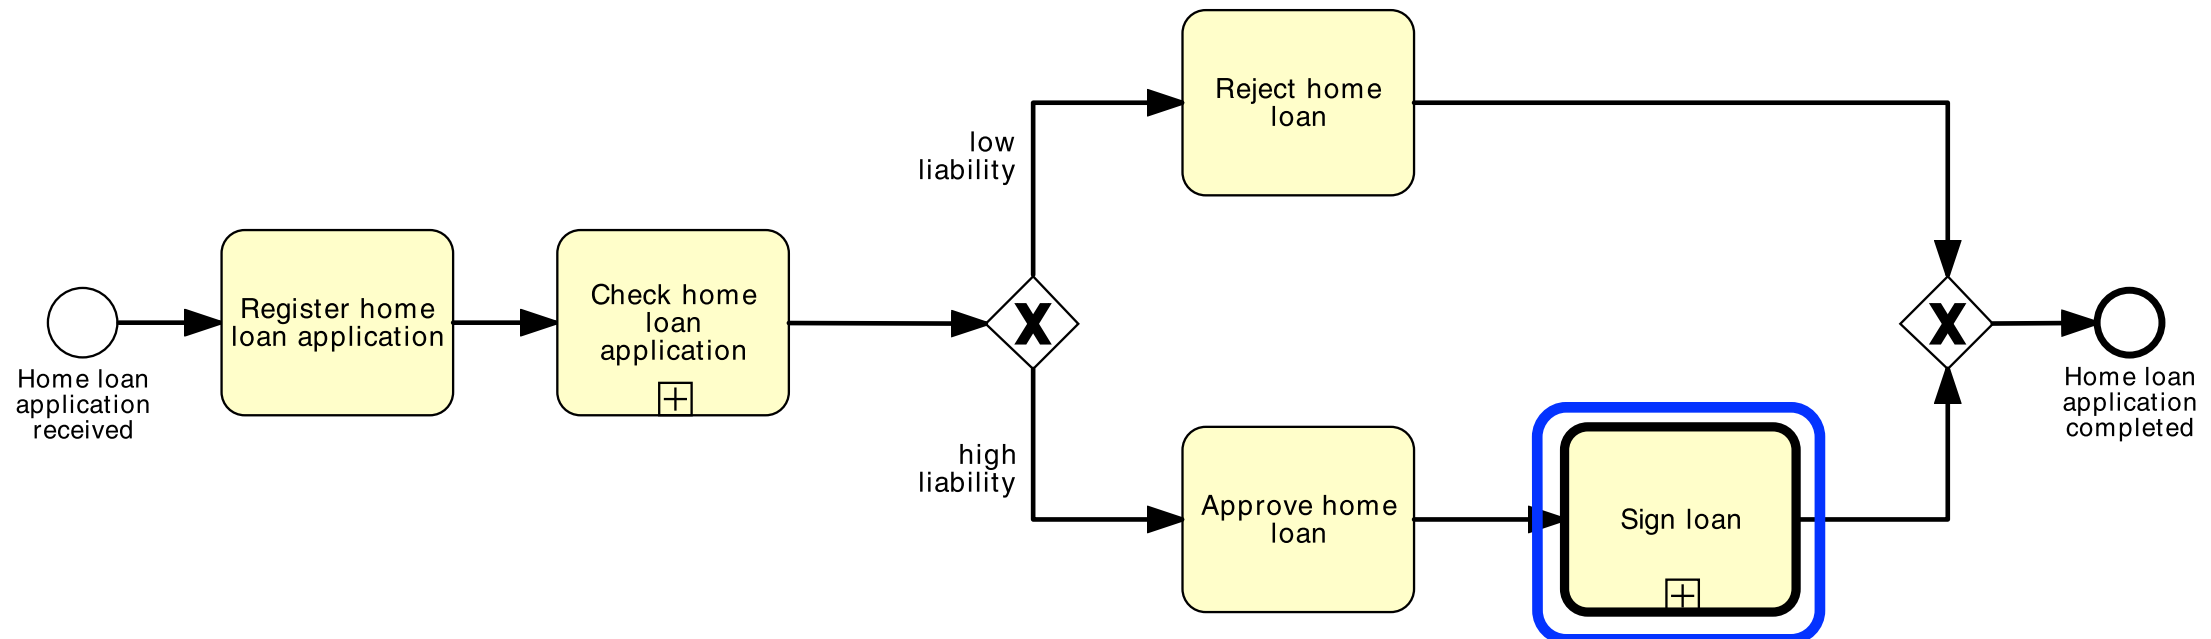 Home loan
application
received
Register home
loan application
Check home
loan
application
low
liability
high
liability
Reject home
loan
Approve home
loan
Sign loan
Home loan
application
completed